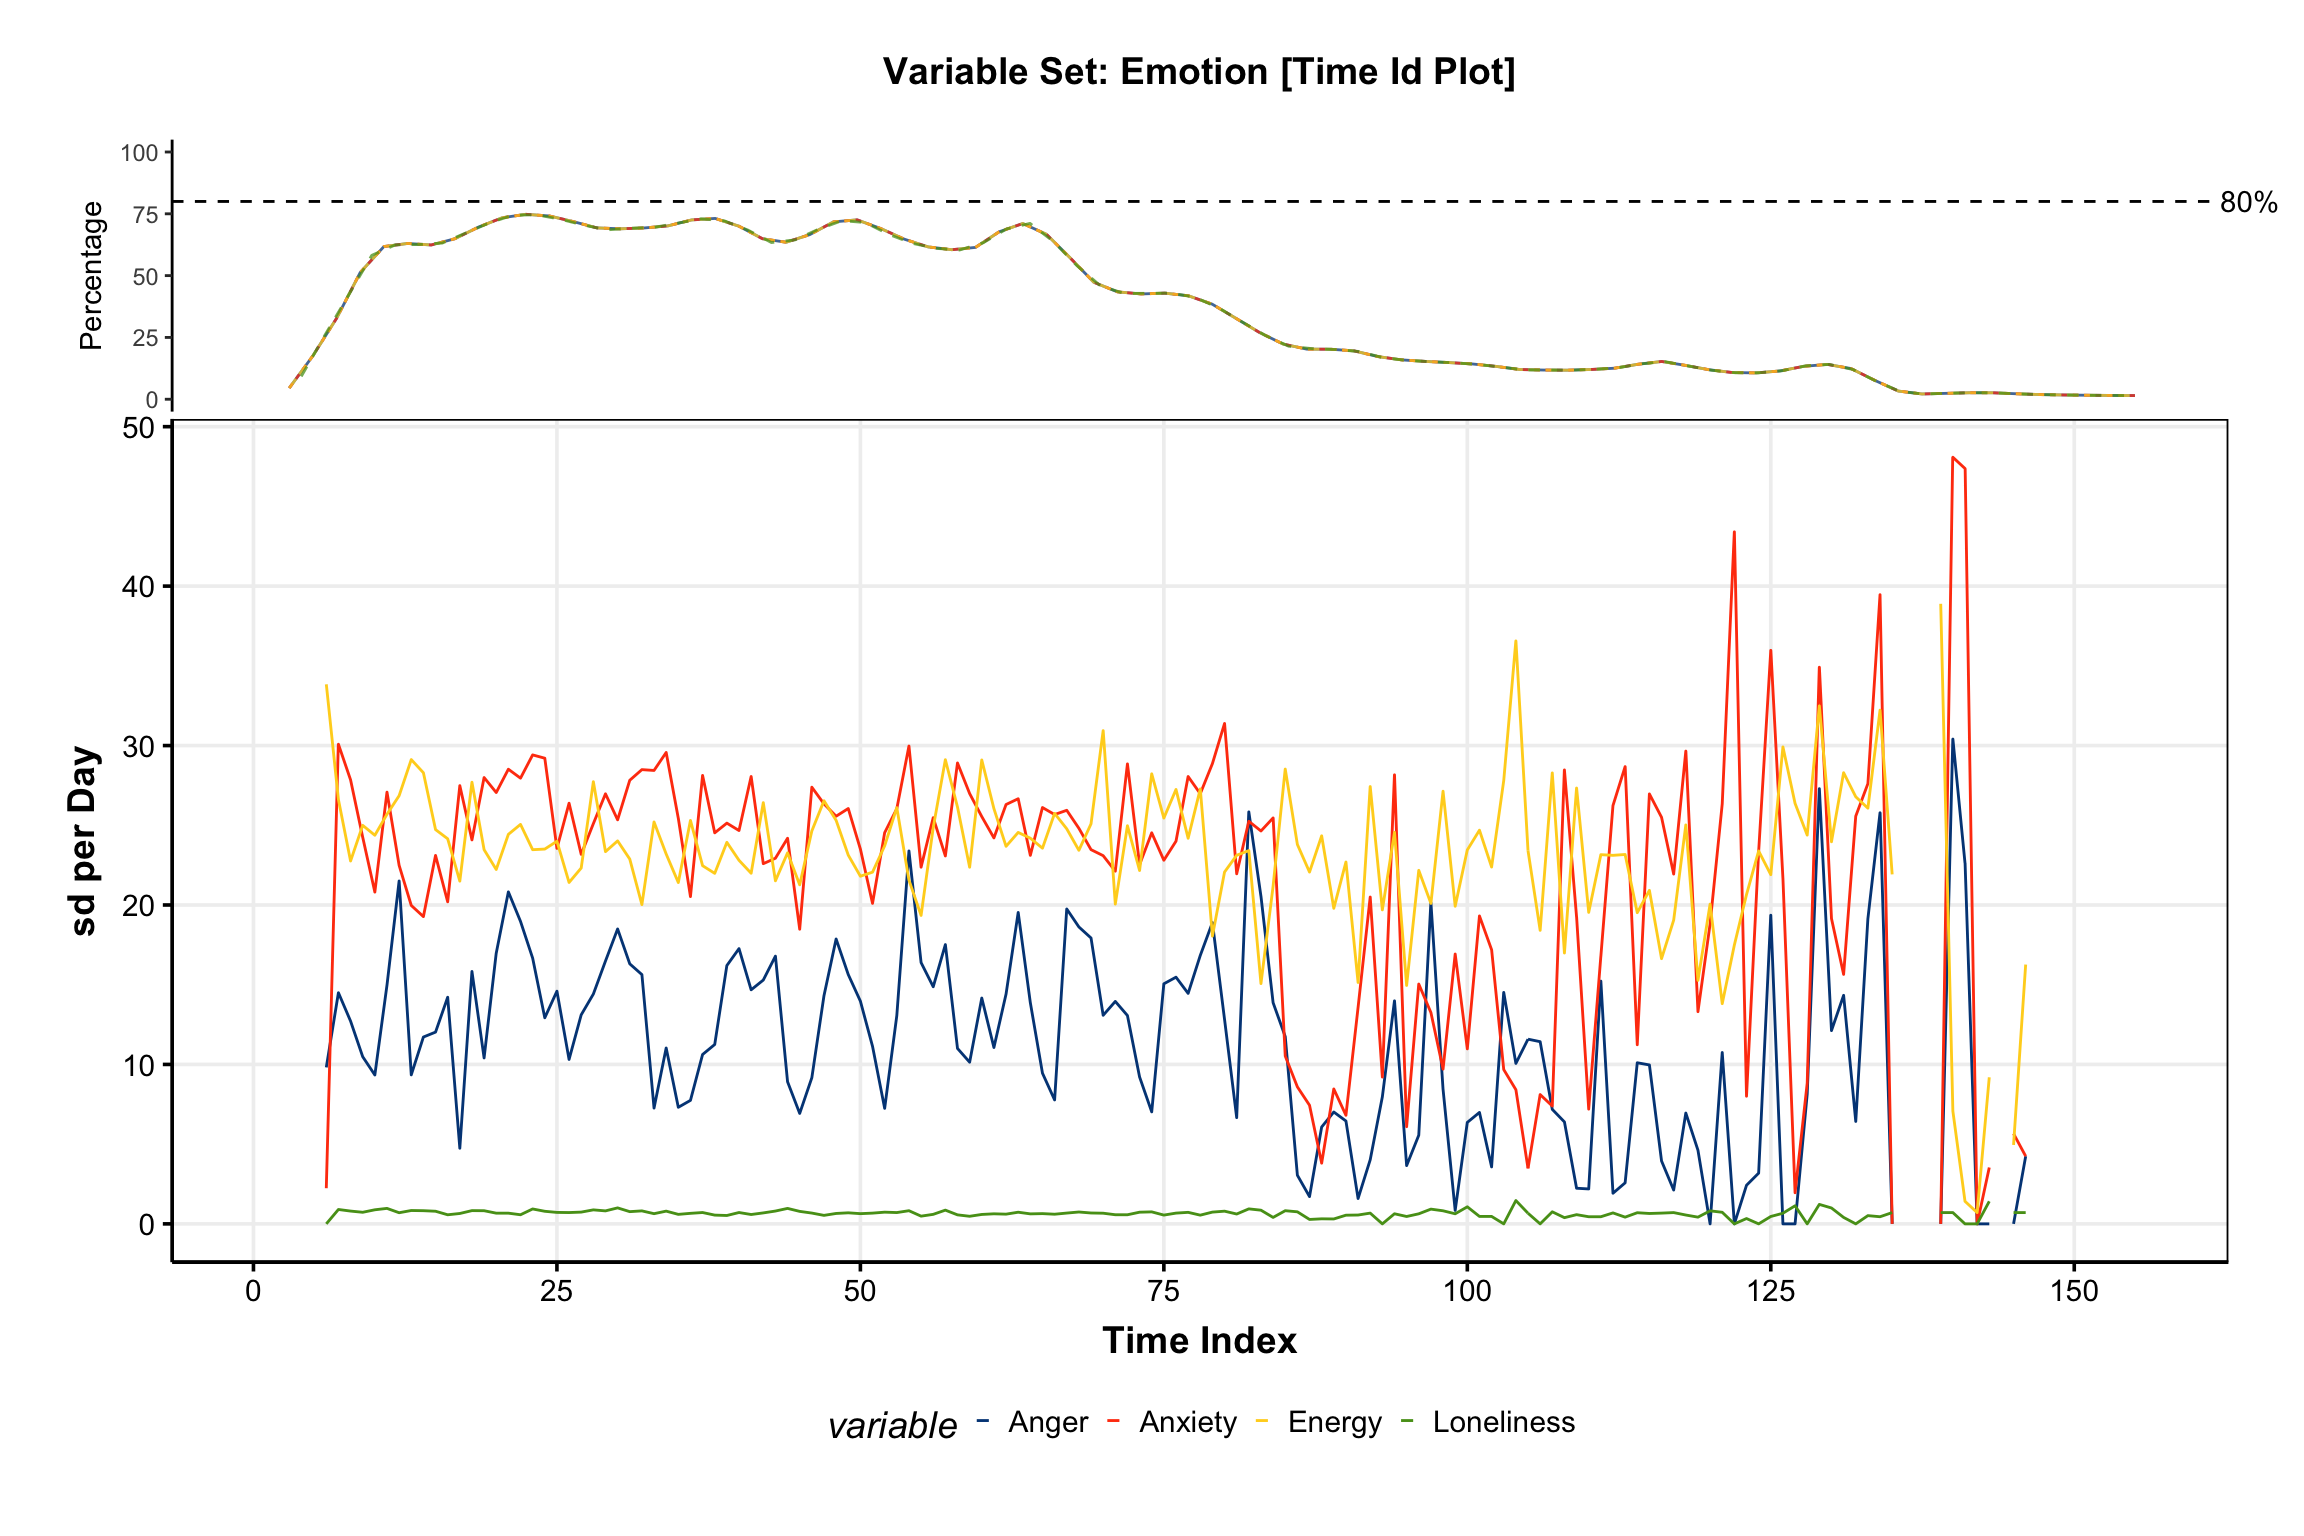 Variable Set: Emotion [Time Id Plot]
Percentage
100
75
50
25
0
80%
sd per Day
50
40
30
20
10
0
0 25 50 75 100 125 150
Time Index
variable Anger Anxiety Energy Loneliness